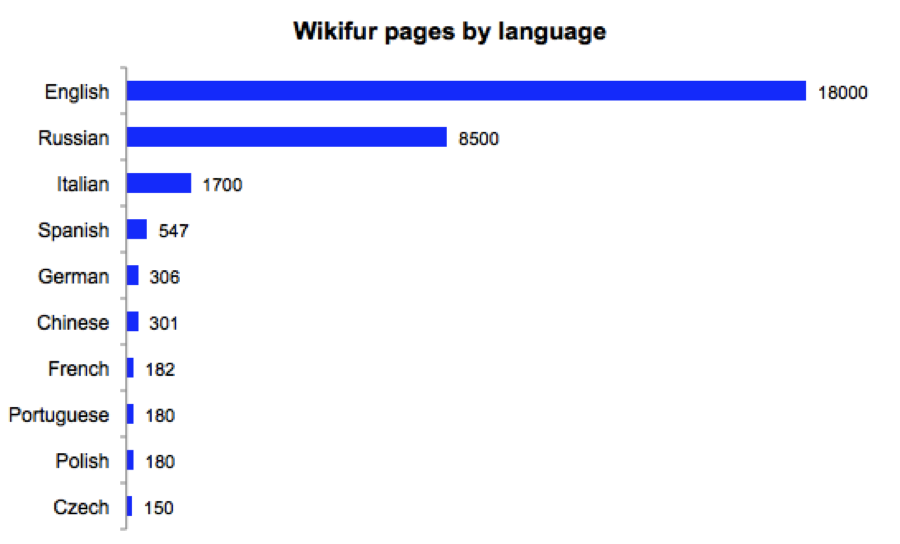 Wikifur pages by language
English 18000
Russian 8500
Italian 1700
Spanish 547
German 306
Chinese 301
French 182
Portuguese 180
Polish 180
Czech 150